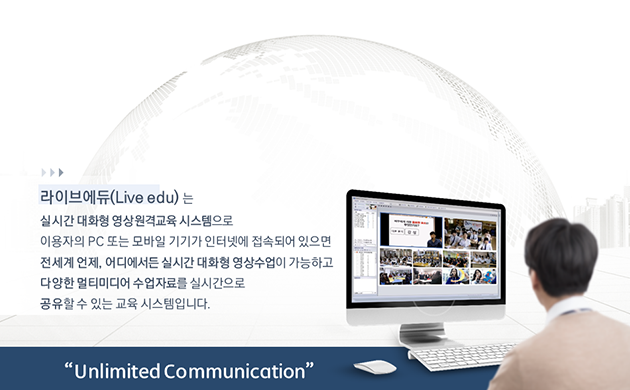 라이브에듀(Live edu) 는
실시간 대화형 영상원격교육 시스템으로
이용자의 PC 또는 모바일 기기가 인터넷에 접속되어 있으면
전세계 언제, 어디에서든 실시간 대화형 영상수업이 가능하고
다양한 멀티미디어 수업자료를 실시간으로
공유할 수 있는 교육 시스템입니다.
“Unlimited Communication”